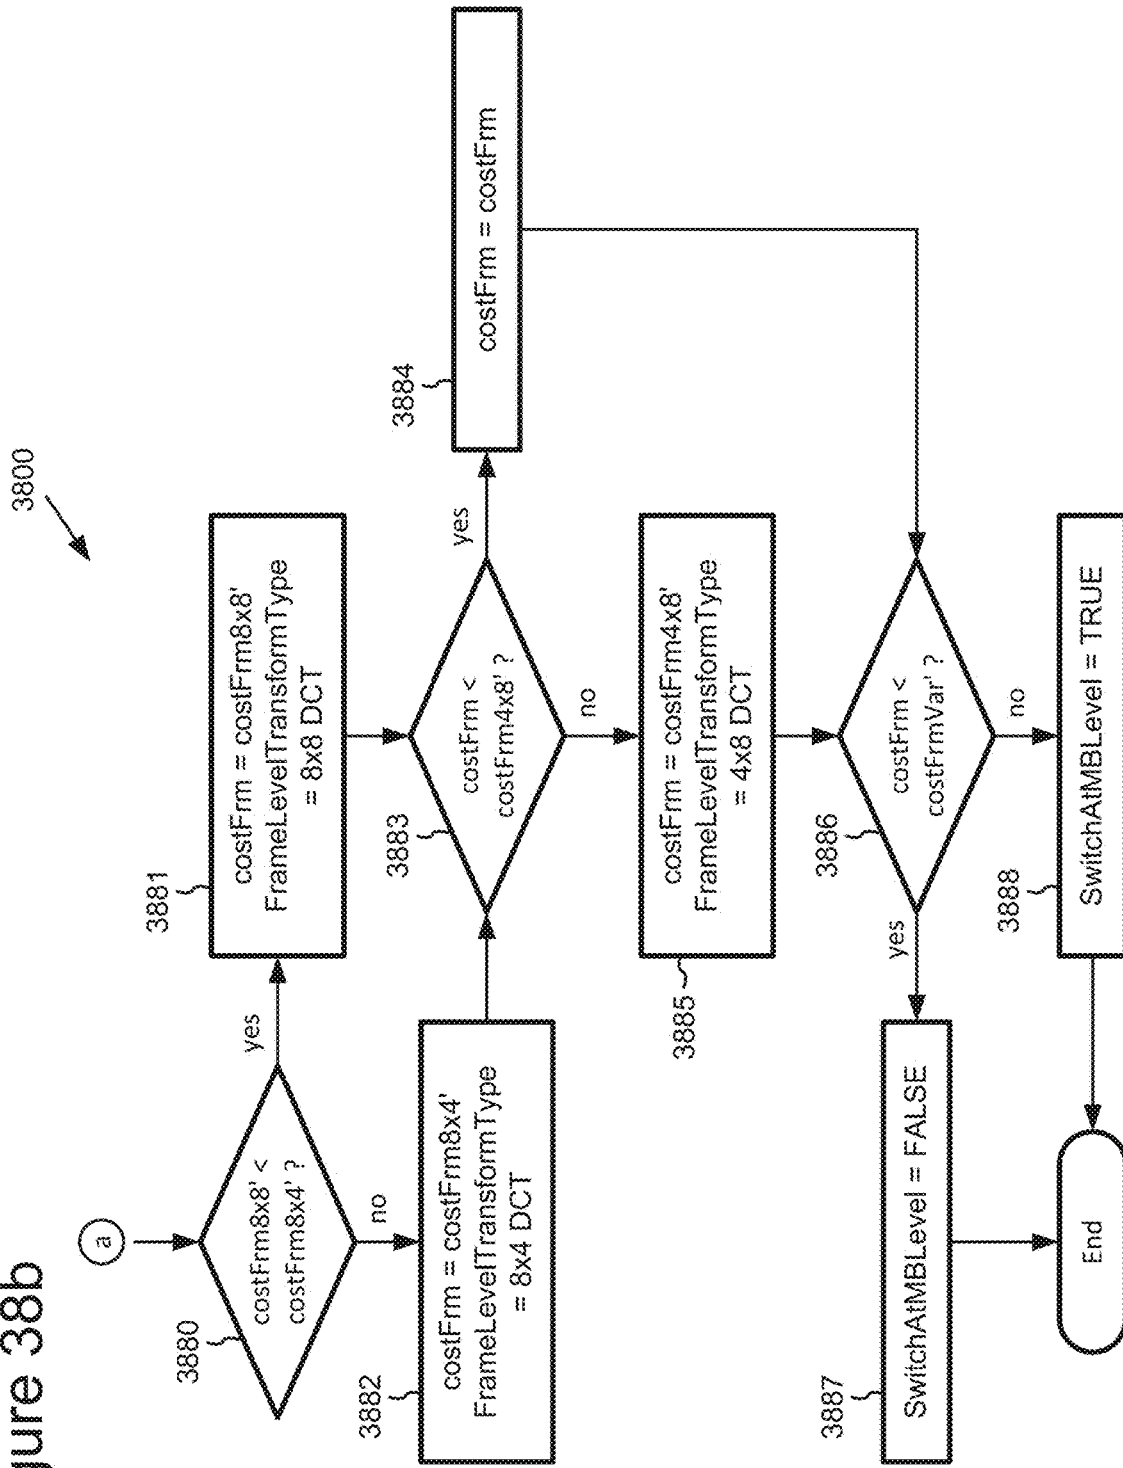 gure 38b
3800
a
3880
costFrm8x8' <
costFrm8x4' ?
yes
no
3881
costFrm = costFrm8x8'
FrameLevelTransformType
= 8x8 DCT
3882
costFrm = costFrm8x4'
FrameLevelTransformType
= 8x4 DCT
3883
costFrm <
costFrm4x8' ?
yes
no
3884
costFrm = costFrm
3885
costFrm = costFrm4x8'
FrameLevelTransformType
= 4x8 DCT
3886
costFrm <
costFrmVar' ?
yes
no
3887
SwitchAtMBLevel = FALSE
3888
SwitchAtMBLevel = TRUE
End